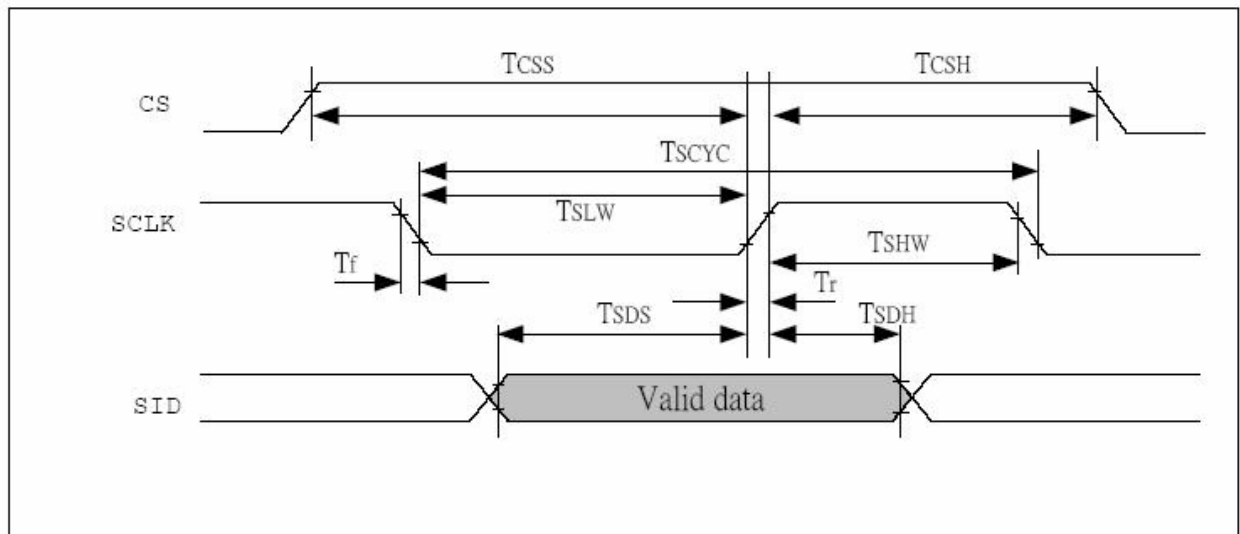 TCSS
TCSH
CS
TSCYC
TSLW
SCLK
TSHW
Tf
Tr
TSDS
TSDH
Valid data
SID